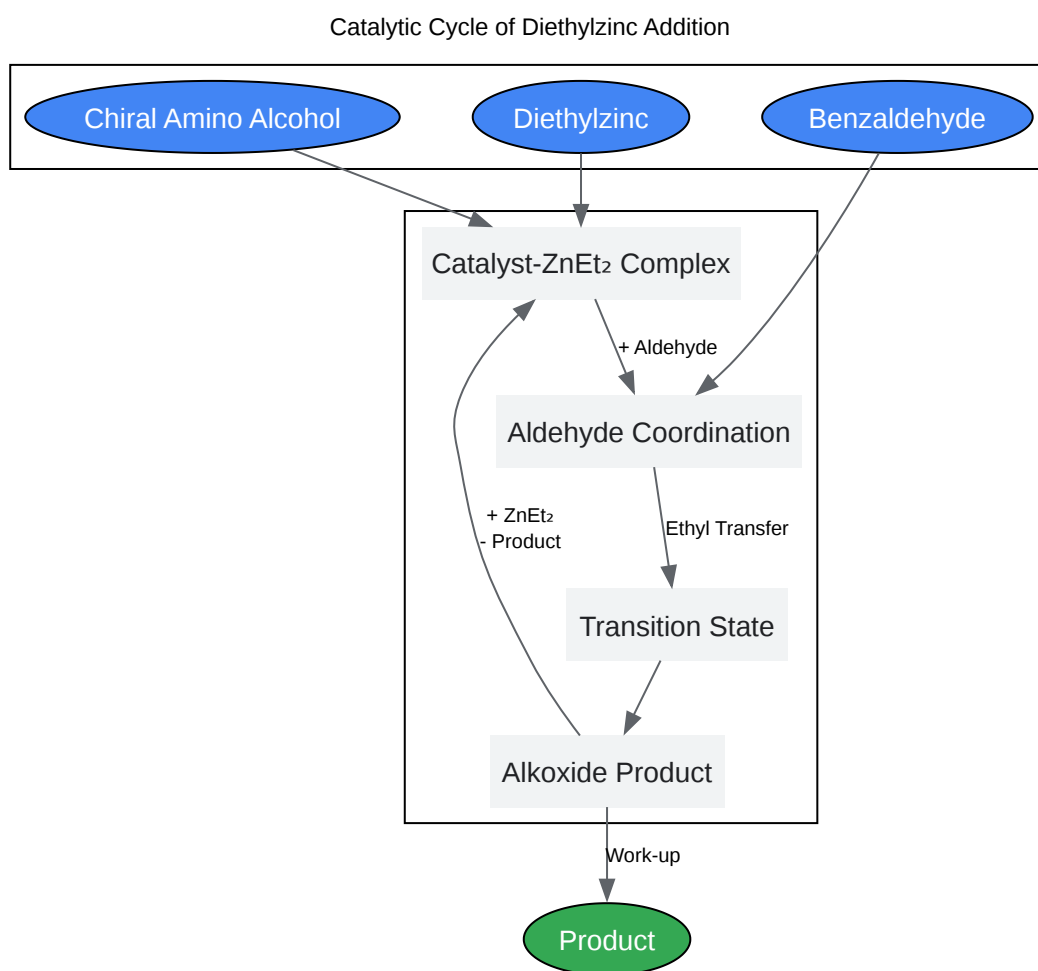 Catalytic Cycle of Diethylzinc Addition
Chiral Amino Alcohol
Diethylzinc
Benzaldehyde
Catalyst-ZnEt₂ Complex
+ Aldehyde
Aldehyde Coordination
+ ZnEt₂
- Product
Ethyl Transfer
Transition State
Alkoxide Product
Work-up
Product